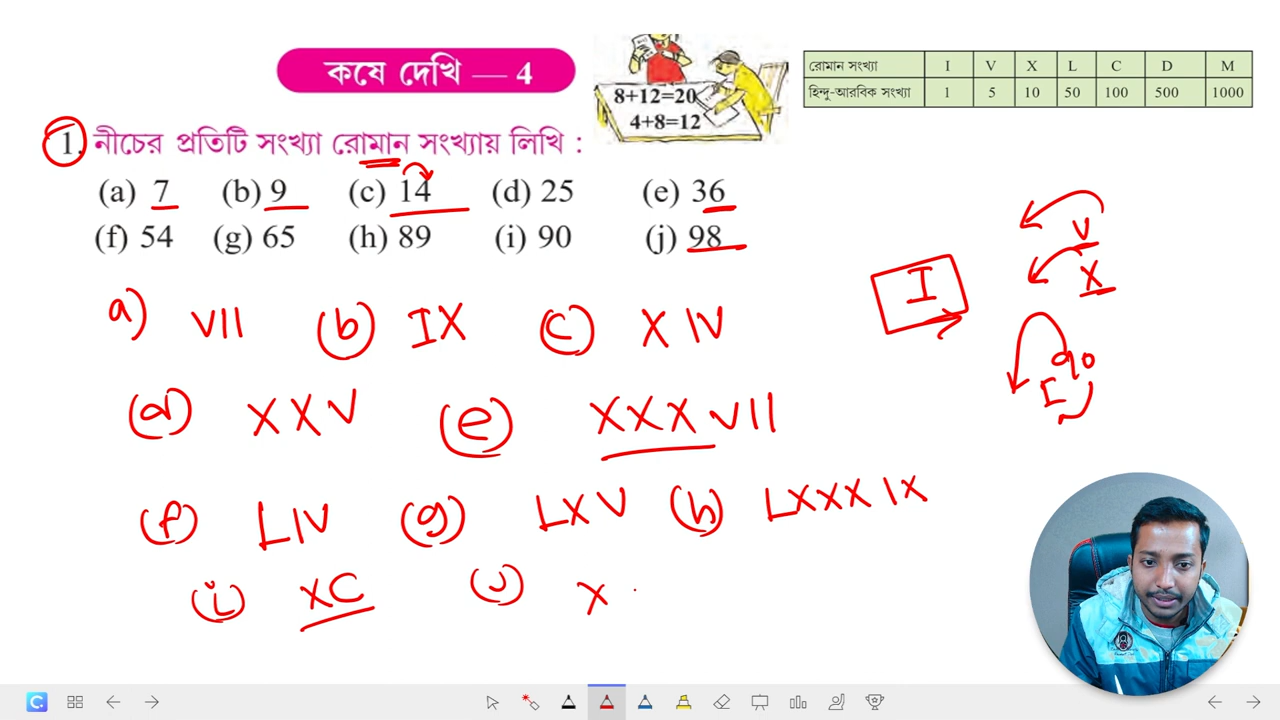 কষে দেখি — 4
8+12=20
4+8=12
রোমান সংখ্যা I V X L C D M
হিন্দু-আরবিক সংখ্যা 1 5 10 50 100 500 1000
1. নীচের প্রতিটি সংখ্যা রোমান সংখ্যায় লিখি :
(a) 7 (b) 9 (c) 14 (d) 25 (e) 36
(f) 54 (g) 65 (h) 89 (i) 90 (j) 98
V
X
I
90
I
a) VII (b) IX (c) XIV
(d) XXV (e) XXXVII
(f) LIV (g) LXV (h) LXXXIX
(i) XC (j) X
C